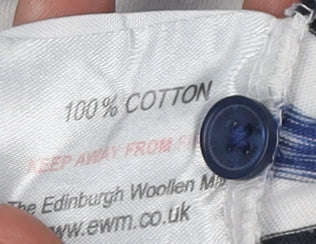 100% COTTON
KEEP AWAY FROM
The Edinburgh Woollen
www.ewm.co.uk